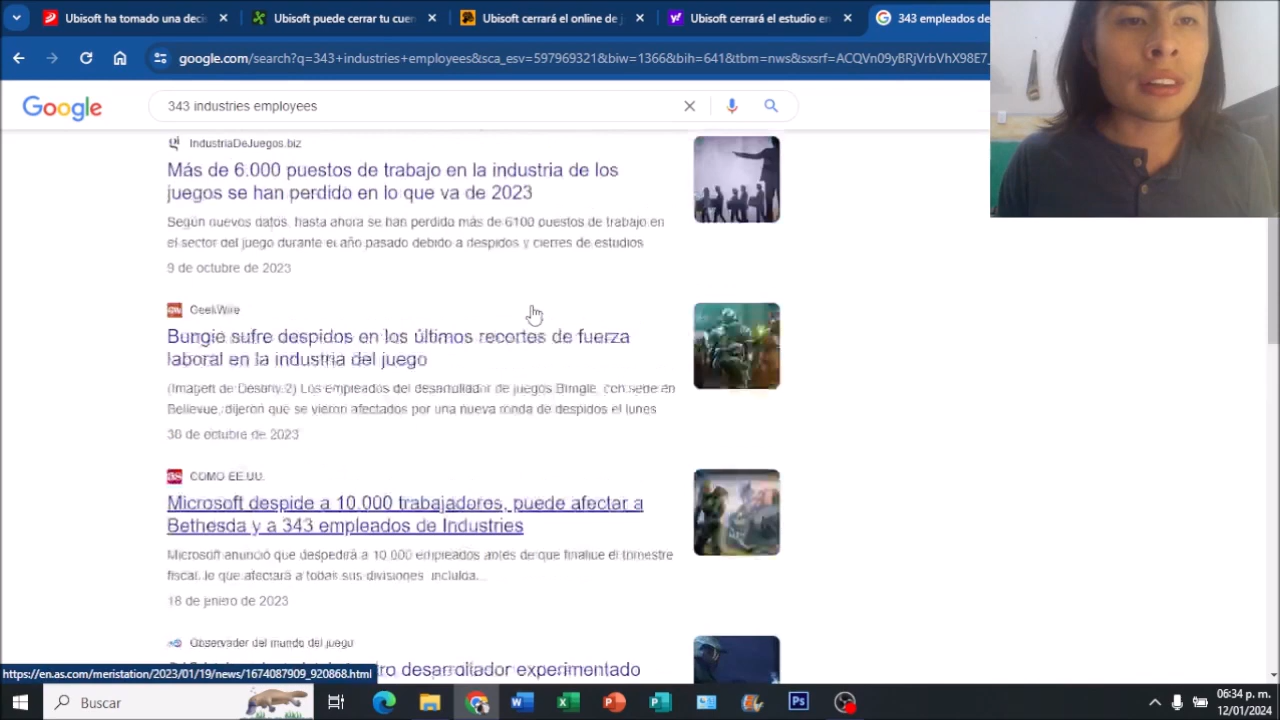 Ubisoft ha tomado una deci
Ubisoft puede cerrar tu cuen
Ubisoft cerrará el online de j
Ubisoft cerrará el estudio en
343 empleados de
google.com/search?q=343+industries+employees&sca_esv=597969321&biw=1366&bih=641&tbm=nws&sxsrf=ACQVn09yBRjVrbVhX98E7_
Google
343 industries employees
IndustriaDeJuegos.biz
Más de 6.000 puestos de trabajo en la industria de los
juegos se han perdido en lo que va de 2023
Según nuevos datos, hasta ahora se han perdido más de 6100 puestos de trabajo en
el sector del juego durante el año pasado debido a despidos y cierres de estudios
9 de octubre de 2023
GeekWire
Bungie sufre despidos en los últimos recortes de fuerza
laboral en la industria del juego
(Imagen de Destiny 2) Los empleados del desarrollador de juegos Bungie, con sede en
Bellevue, dijeron que se vieron afectados por una nueva ronda de despidos el lunes
30 de octubre de 2023
COMO EE.UU.
Microsoft despide a 10.000 trabajadores, puede afectar a
Bethesda y a 343 empleados de Industries
Microsoft anunció que despedirá a 10.000 empleados antes de que finalice el trimestre
fiscal, lo que afectará a todas sus divisiones, incluida...
18 de enero de 2023
Observador del mundo del juego
desarrollador experimentado
https://en.as.com/meristation/2023/01/19/news/1674087909_920868.html
Buscar
06:34 p. m.
12/01/2024